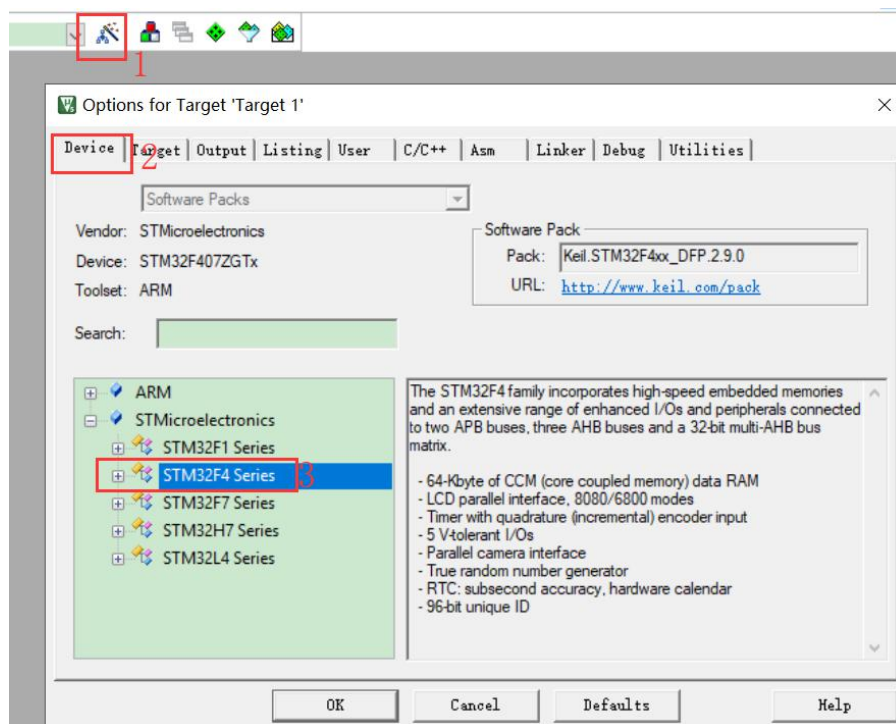 1
Options for Target 'Target 1'
Device 2 Target Output Listing User C/C++ Asm Linker Debug Utilities
Software Packs
Vendor: STMicroelectronics
Device: STM32F407ZGTx
Toolset: ARM
Search:
Software Pack
Pack: Keil.STM32F4xx_DFP.2.9.0
URL: http://www.keil.com/pack
ARM
STMicroelectronics
STM32F1 Series
STM32F4 Series 3
STM32F7 Series
STM32H7 Series
STM32L4 Series
The STM32F4 family incorporates high-speed embedded memories
and an extensive range of enhanced I/Os and peripherals connected
to two APB buses, three AHB buses and a 32-bit multi-AHB bus
matrix.
- 64-Kbyte of CCM (core coupled memory) data RAM
- LCD parallel interface, 8080/6800 modes
- Timer with quadrature (incremental) encoder input
- 5 V-tolerant I/Os
- Parallel camera interface
- True random number generator
- RTC: subsecond accuracy, hardware calendar
- 96-bit unique ID
OK Cancel Defaults Help